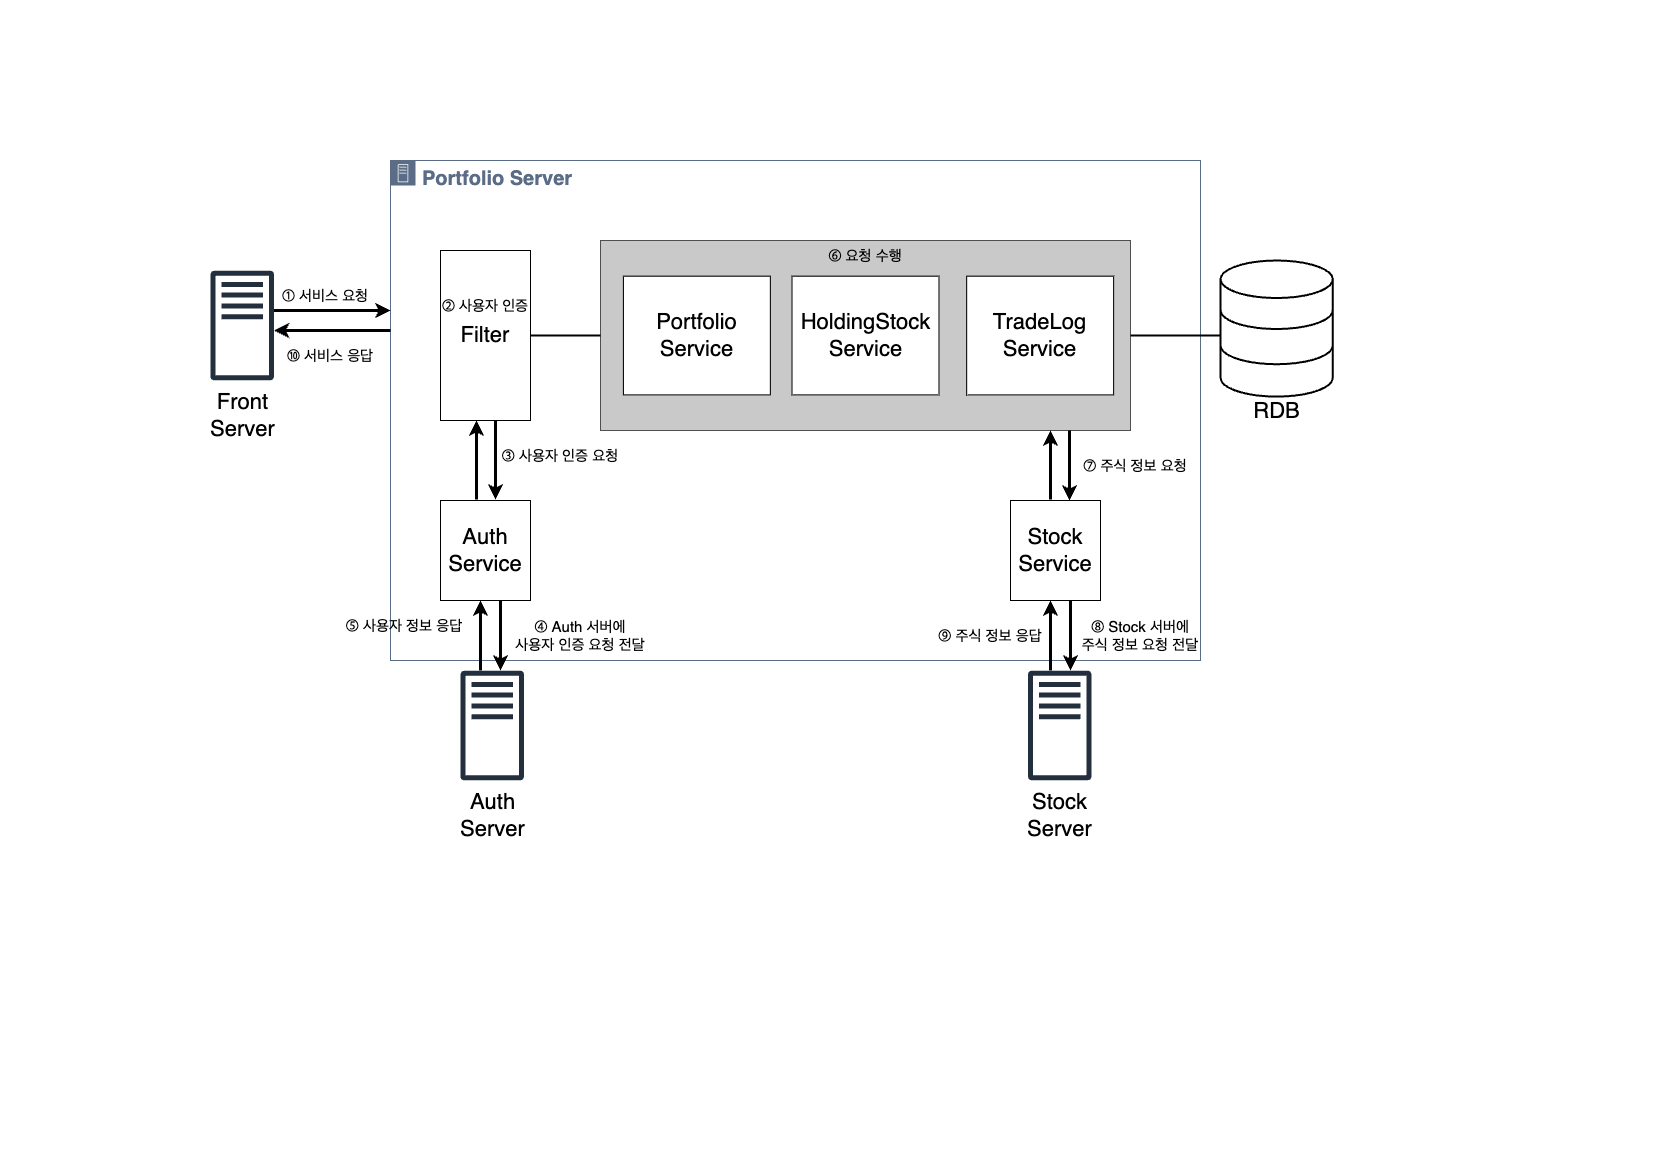 Portfolio Server
⑥ 요청 수행
① 서비스 요청
② 사용자 인증
Filter
Portfolio
Service
HoldingStock
Service
TradeLog
Service
⑩ 서비스 응답
Front
Server
RDB
③ 사용자 인증 요청
⑦ 주식 정보 요청
Auth
Service
Stock
Service
⑤ 사용자 정보 응답
④ Auth 서버에
사용자 인증 요청 전달
⑨ 주식 정보 응답
⑧ Stock 서버에
주식 정보 요청 전달
Auth
Server
Stock
Server